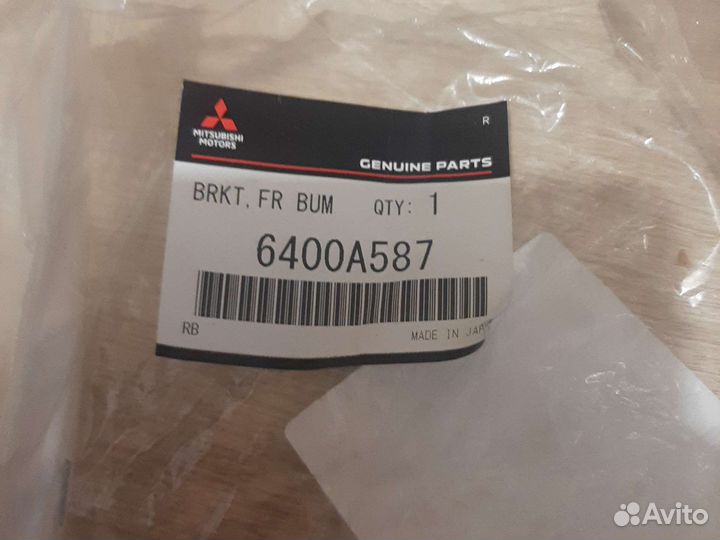 R
MITSUBISHI
MOTORS
GENUINE PARTS
BRKT, FR BUM QTY: 1
6400A587
RB
MADE IN JAPAN
Avito